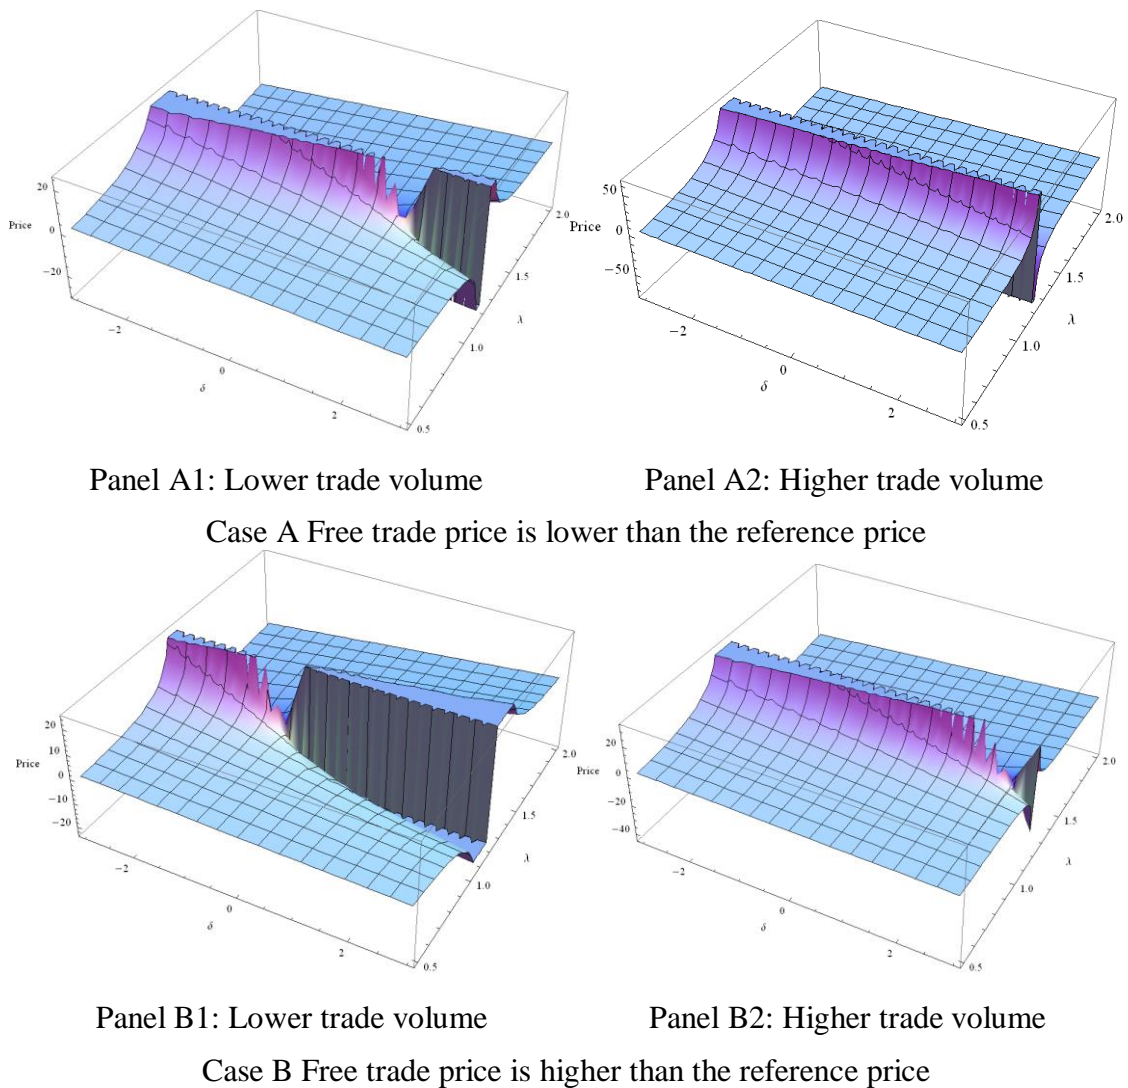 20
Price
0
−20
−2
0
δ
2
0.5
1.0
λ
1.5
2.0
50
Price 0
−50
−2
0
δ
2
0.5
1.0
λ
1.5
2.0
Panel A1: Lower trade volume
Panel A2: Higher trade volume
Case A Free trade price is lower than the reference price
20
10
Price
0
−10
−20
−2
0
δ
2
0.5
1.0
λ
1.5
2.0
20
Price 0
−20
−40
−2
0
δ
2
0.5
1.0
λ
1.5
2.0
Panel B1: Lower trade volume
Panel B2: Higher trade volume
Case B Free trade price is higher than the reference price